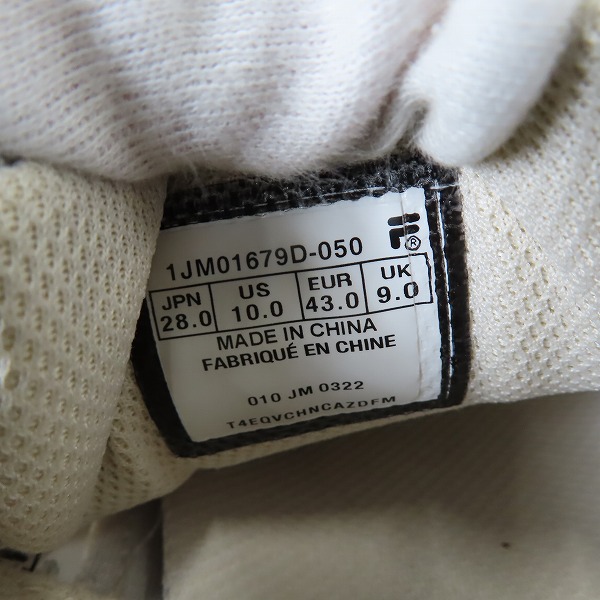 1JM01679D-050 F®
JPN US EUR UK
28.0 10.0 43.0 9.0
MADE IN CHINA
FABRIQUÉ EN CHINE
010 JM 0322
T4EQVCHNCAZDFM